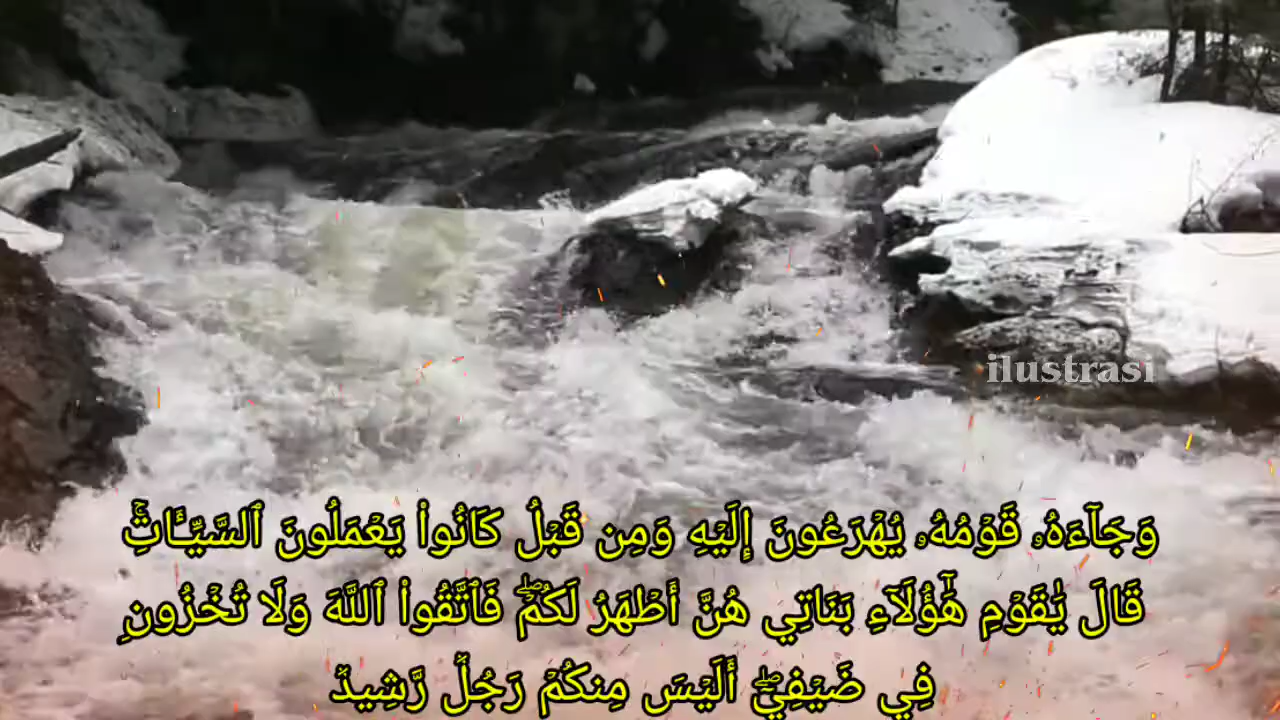 ilustrasi
وَجَآءَهُۥ قَوۡمُهُۥ يُهۡرَعُونَ إِلَيۡهِ وَمِن قَبۡلُ كَانُواْ يَعۡمَلُونَ ٱلسَّيِّـَٔاتِۚ
قَالَ يَٰقَوۡمِ هَٰٓؤُلَآءِ بَنَاتِي هُنَّ أَطۡهَرُ لَكُمۡۖ فَٱتَّقُواْ ٱللَّهَ وَلَا تُخۡزُونِ
فِي ضَيۡفِيٓۖ أَلَيۡسَ مِنكُمۡ رَجُلٞ رَّشِيدٞ